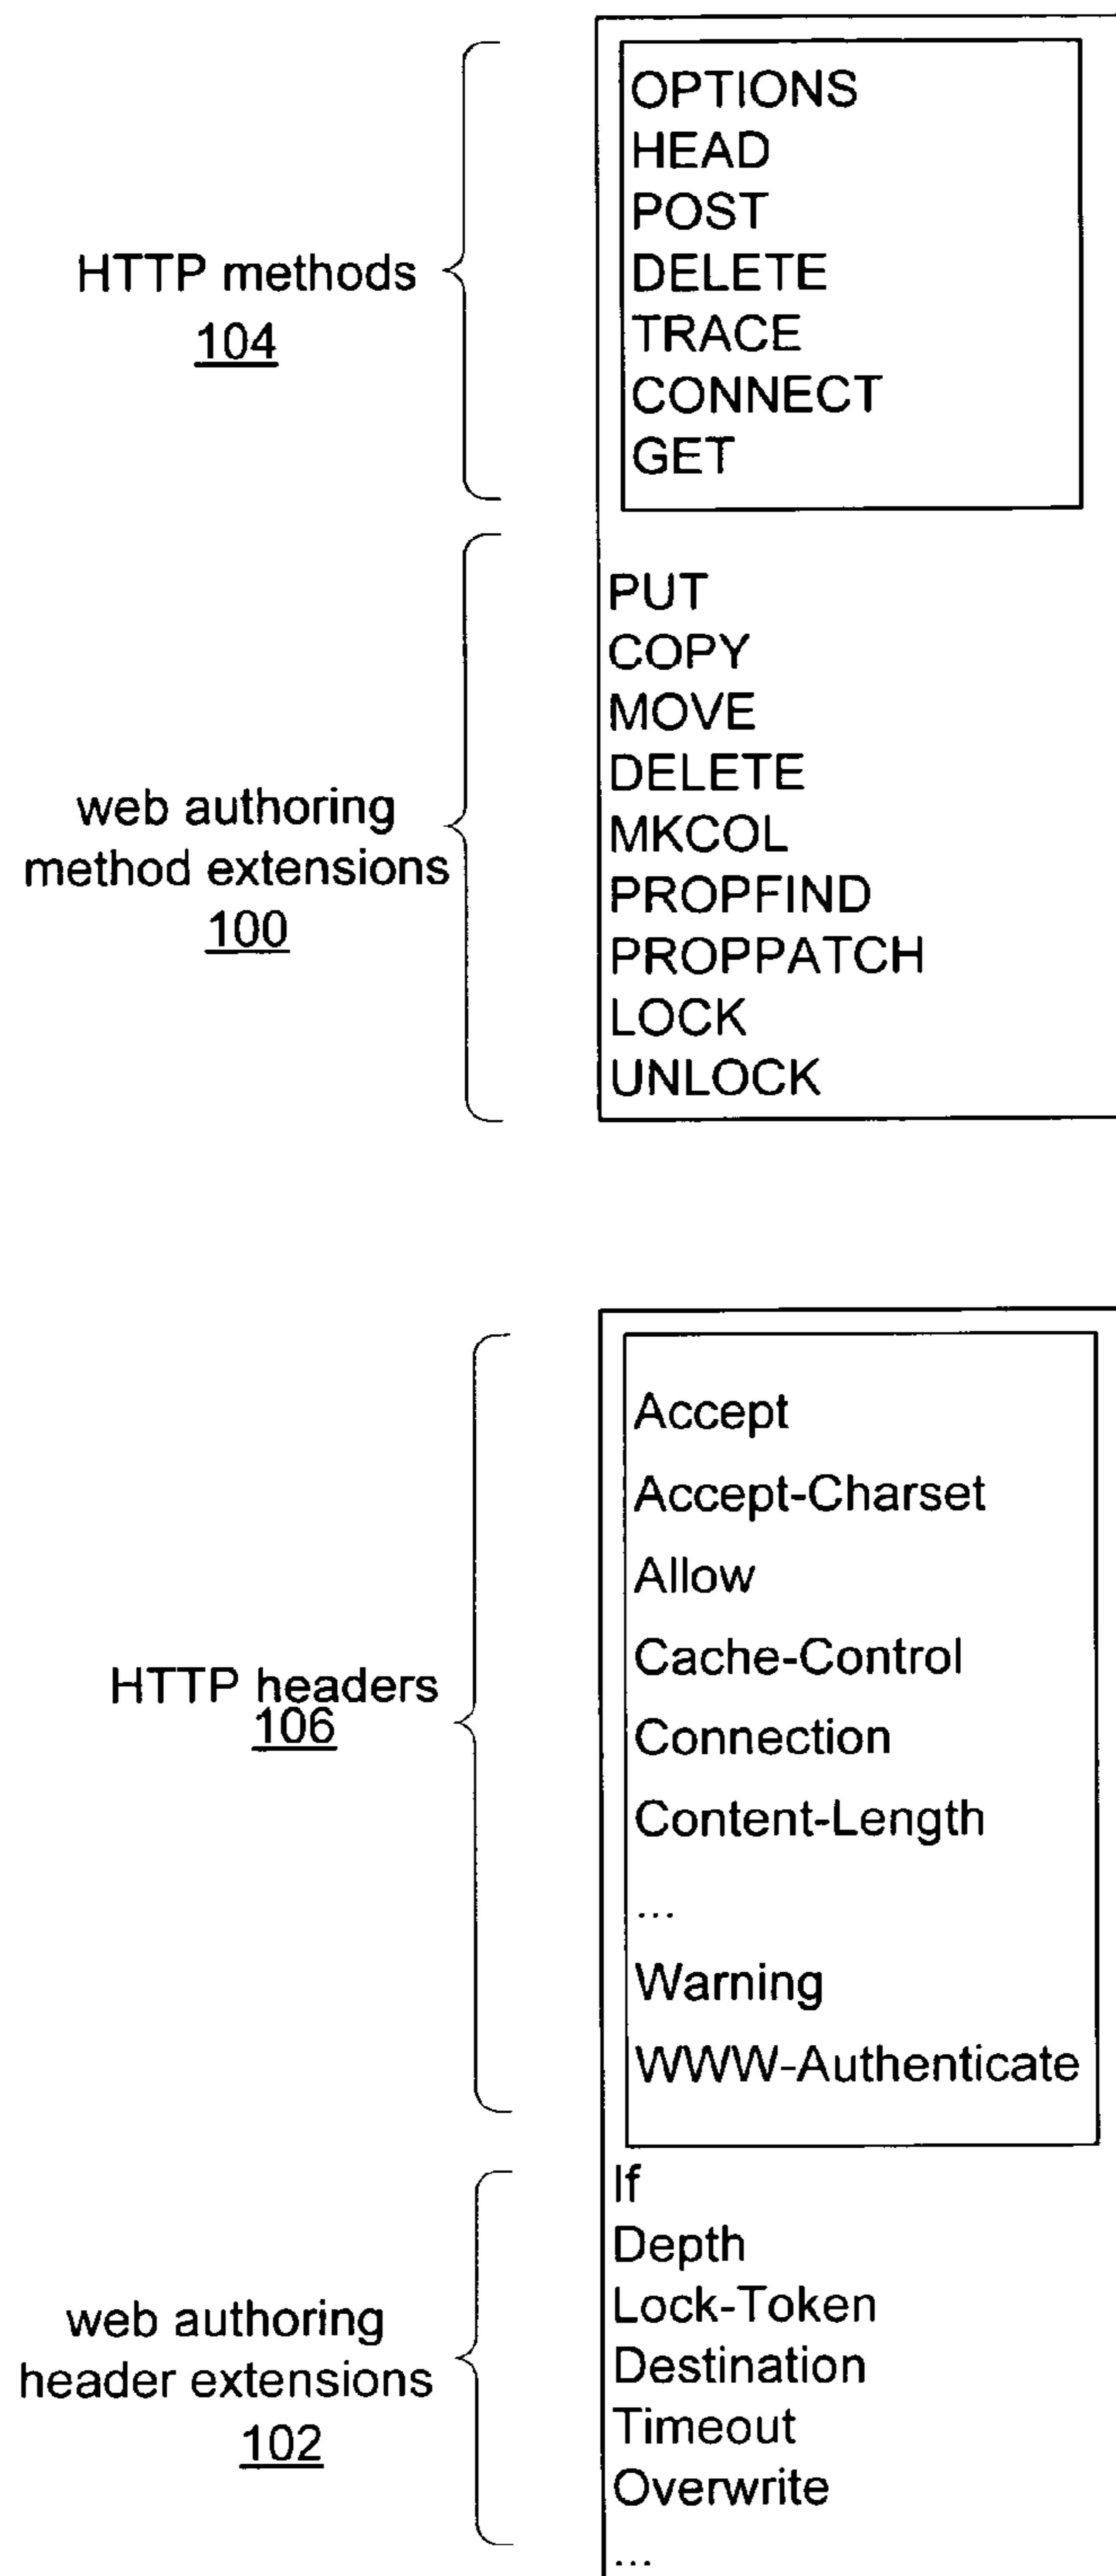 HTTP methods
104
OPTIONS
HEAD
POST
DELETE
TRACE
CONNECT
GET
web authoring
method extensions
100
PUT
COPY
MOVE
DELETE
MKCOL
PROPFIND
PROPPATCH
LOCK
UNLOCK
HTTP headers
106
Accept
Accept-Charset
Allow
Cache-Control
Connection
Content-Length
...
Warning
WWW-Authenticate
web authoring
header extensions
102
If
Depth
Lock-Token
Destination
Timeout
Overwrite
...